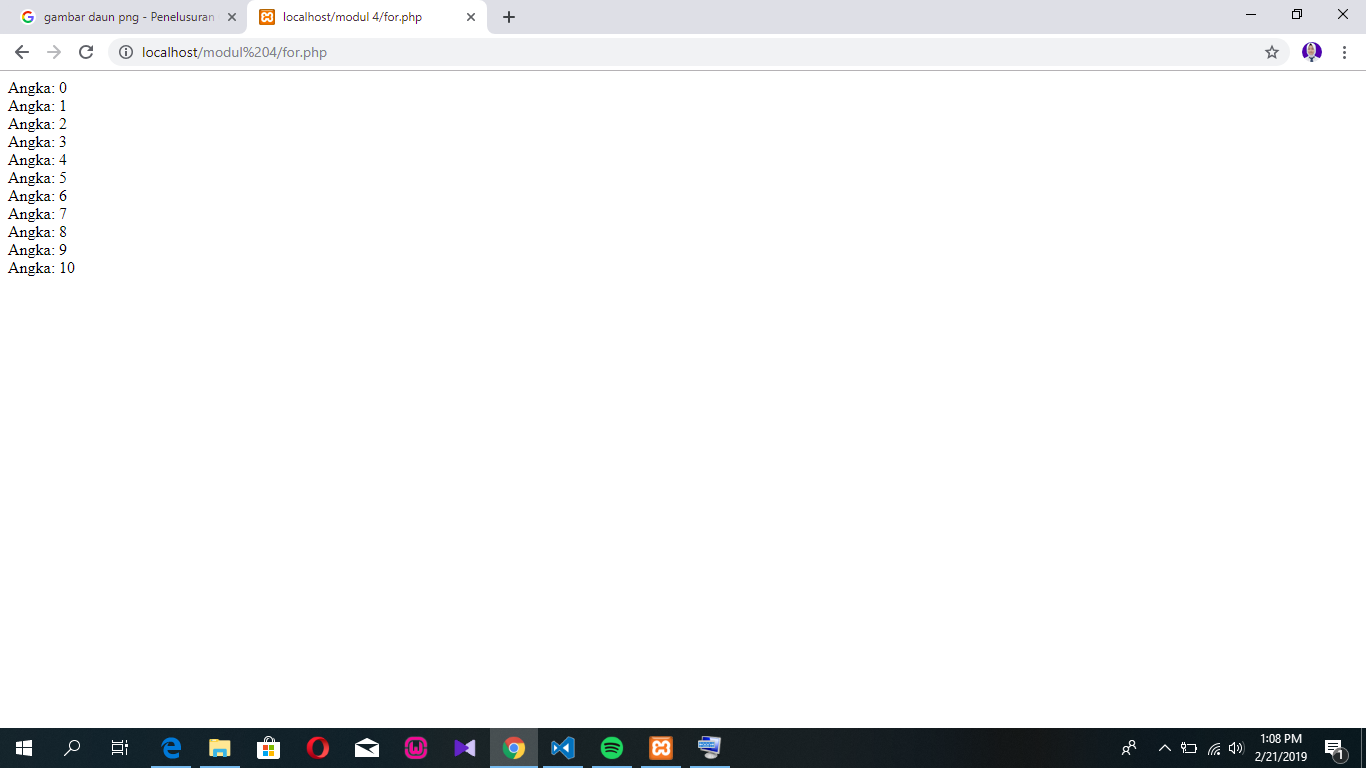 gambar daun png - Penelusuran
localhost/modul 4/for.php
localhost/modul%204/for.php
Angka: 0
Angka: 1
Angka: 2
Angka: 3
Angka: 4
Angka: 5
Angka: 6
Angka: 7
Angka: 8
Angka: 9
Angka: 10
1:08 PM
2/21/2019
1